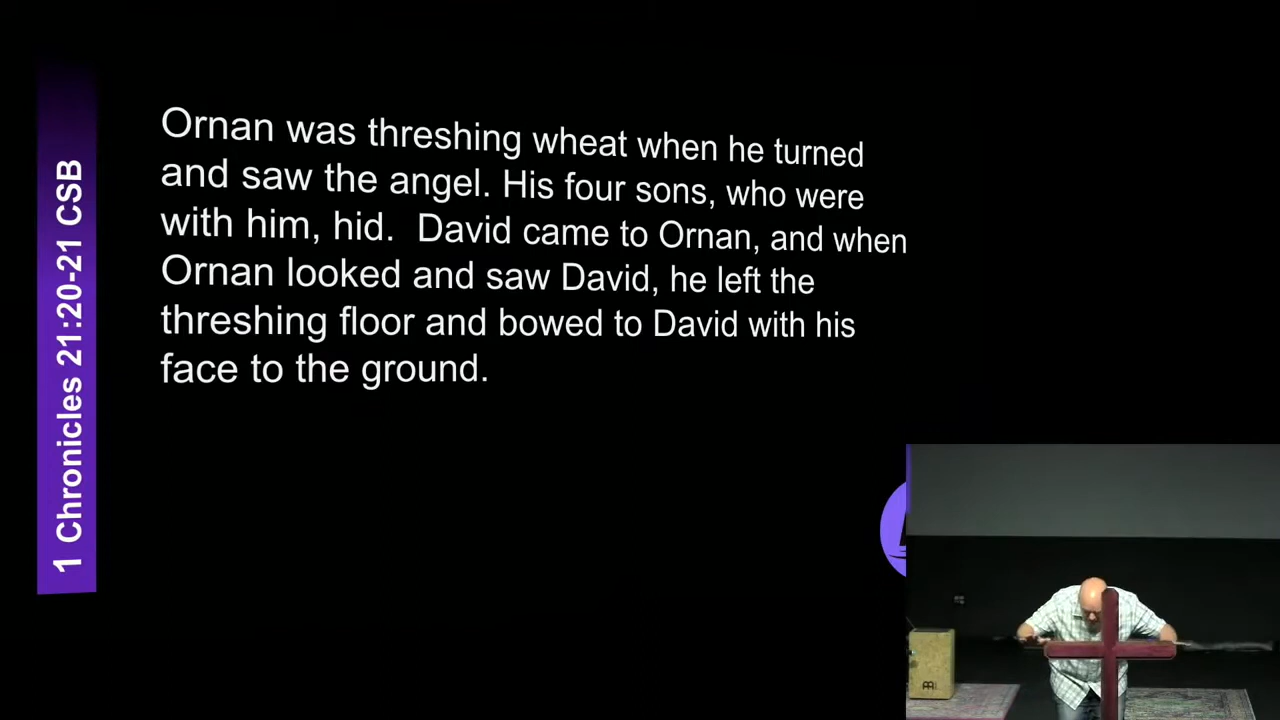 1 Chronicles 21:20-21 CSB
Ornan was threshing wheat when he turned
and saw the angel. His four sons, who were
with him, hid.  David came to Ornan, and when
Ornan looked and saw David, he left the
threshing floor and bowed to David with his
face to the ground.